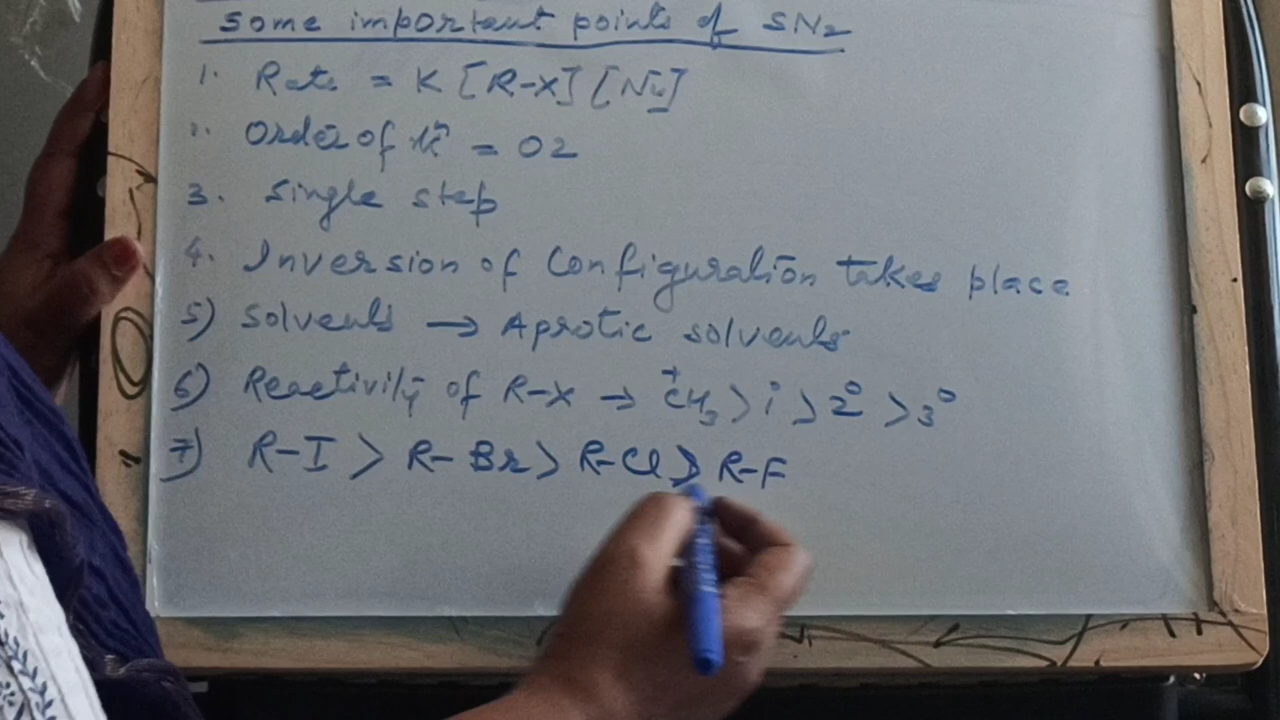 some important points of SN2
1. Rate = K [R-X] [Nu]
2. Order of rxn = 02
3. Single step
4. Inversion of Configuration takes place
5) Solvents → Aprotic solvents
6) Reactivity of R-X → +CH3 > 1° > 2° > 3°
7) R-I > R-Br > R-Cl > R-F